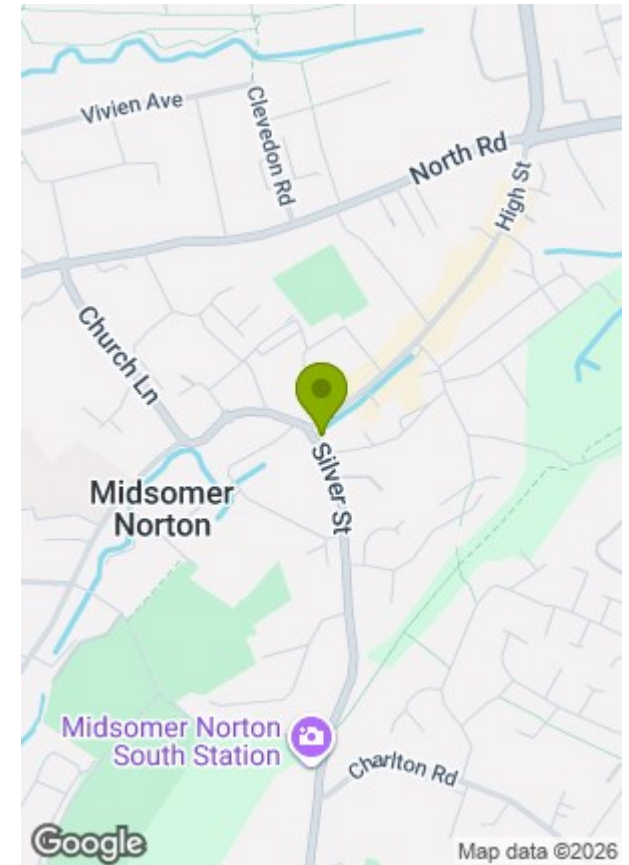 Vivien Ave
Clevedon Rd
North Rd
High St
Church Ln
Silver St
Midsomer
Norton
Midsomer Norton
South Station
Charlton Rd
Google
Map data ©2026